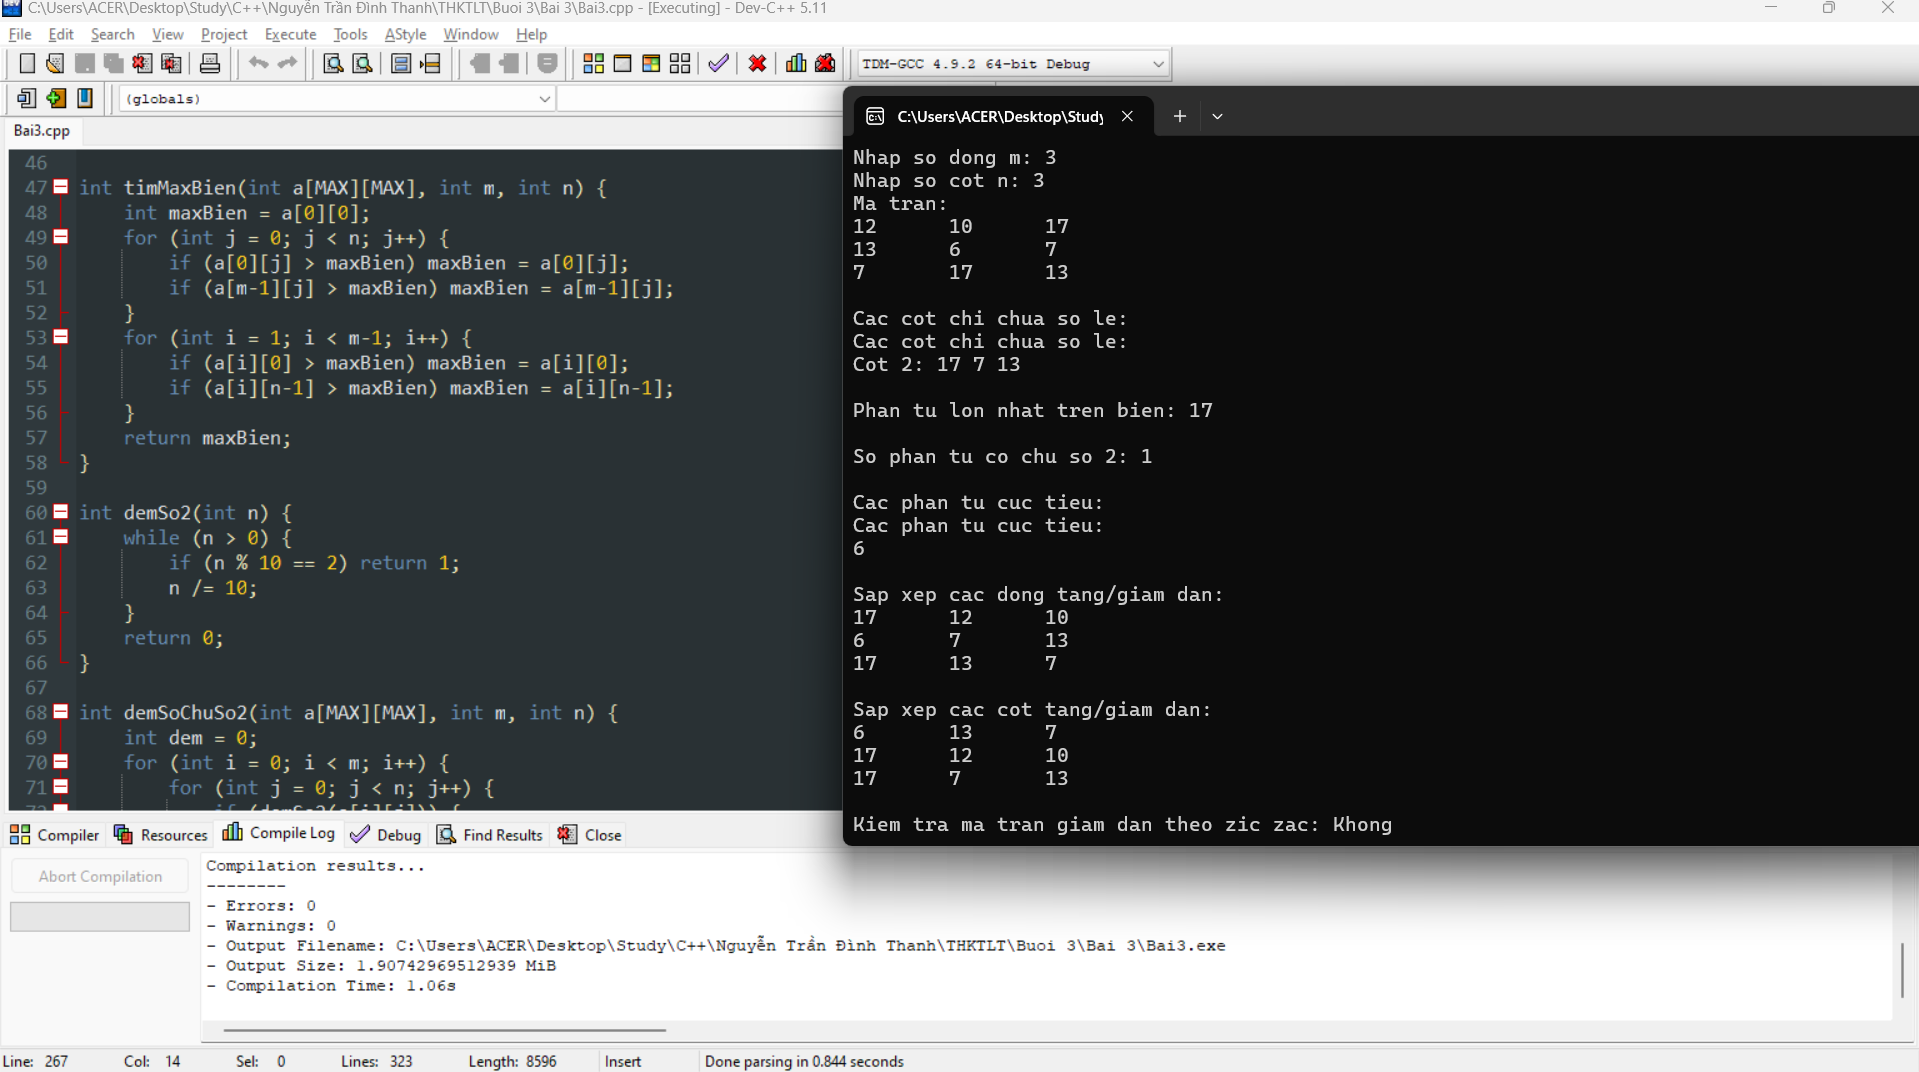 C:\Users\ACER\Desktop\Study\C++\Nguyễn Trần Đình Thanh\THKTLT\Buoi 3\Bai 3\Bai3.cpp - [Executing] - Dev-C++ 5.11
File Edit Search View Project Execute Tools AStyle Window Help
TDM-GCC 4.9.2 64-bit Debug
(globals)
Bai3.cpp
46
47 int timMaxBien(int a[MAX][MAX], int m, int n) {
48 int maxBien = a[0][0];
49 for (int j = 0; j < n; j++) {
50 if (a[0][j] > maxBien) maxBien = a[0][j];
51 if (a[m-1][j] > maxBien) maxBien = a[m-1][j];
52 }
53 for (int i = 1; i < m-1; i++) {
54 if (a[i][0] > maxBien) maxBien = a[i][0];
55 if (a[i][n-1] > maxBien) maxBien = a[i][n-1];
56 }
57 return maxBien;
58 }
59
60 int demSo2(int n) {
61 while (n > 0) {
62 if (n % 10 == 2) return 1;
63 n /= 10;
64 }
65 return 0;
66 }
67
68 int demSoChuSo2(int a[MAX][MAX], int m, int n) {
69 int dem = 0;
70 for (int i = 0; i < m; i++) {
71 for (int j = 0; j < n; j++) {
C:\Users\ACER\Desktop\Study
Nhap so dong m: 3
Nhap so cot n: 3
Ma tran:
12 10 17
13 6 7
7 17 13
Cac cot chi chua so le:
Cac cot chi chua so le:
Cot 2: 17 7 13
Phan tu lon nhat tren bien: 17
So phan tu co chu so 2: 1
Cac phan tu cuc tieu:
Cac phan tu cuc tieu:
6
Sap xep cac dong tang/giam dan:
17 12 10
6 7 13
17 13 7
Sap xep cac cot tang/giam dan:
6 13 7
17 12 10
17 7 13
Kiem tra ma tran giam dan theo zic zac: Khong
Compiler Resources Compile Log Debug Find Results Close
Abort Compilation
Compilation results...
--------
- Errors: 0
- Warnings: 0
- Output Filename: C:\Users\ACER\Desktop\Study\C++\Nguyễn Trần Đình Thanh\THKTLT\Buoi 3\Bai 3\Bai3.exe
- Output Size: 1.90742969512939 MiB
- Compilation Time: 1.06s
Line: 267 Col: 14 Sel: 0 Lines: 323 Length: 8596 Insert Done parsing in 0.844 seconds